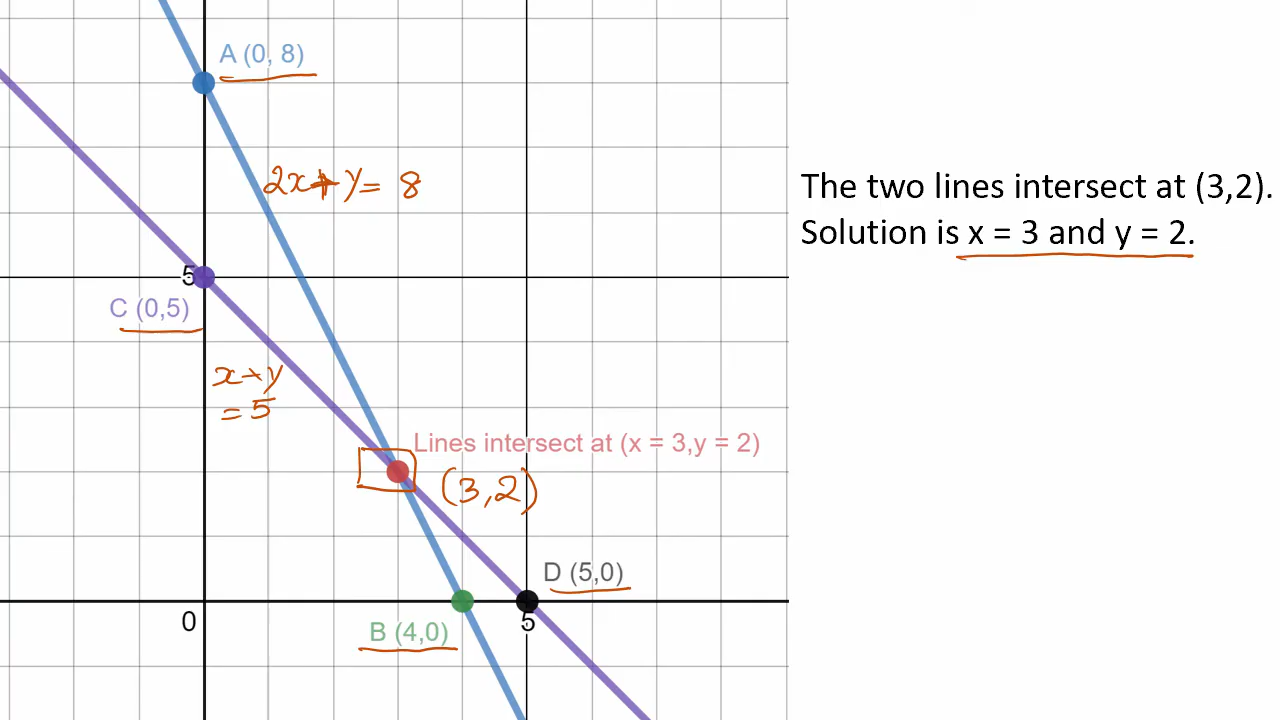 A (0, 8)
2x+y= 8
The two lines intersect at (3,2).
Solution is x = 3 and y = 2.
5
C (0,5)
x+y
=5
Lines intersect at (x = 3,y = 2)
(3,2)
D (5,0)
0
5
B (4,0)